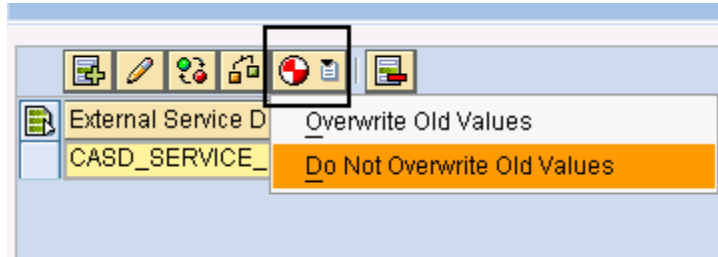 External Service D
Overwrite Old Values
CASD_SERVICE_
Do Not Overwrite Old Values